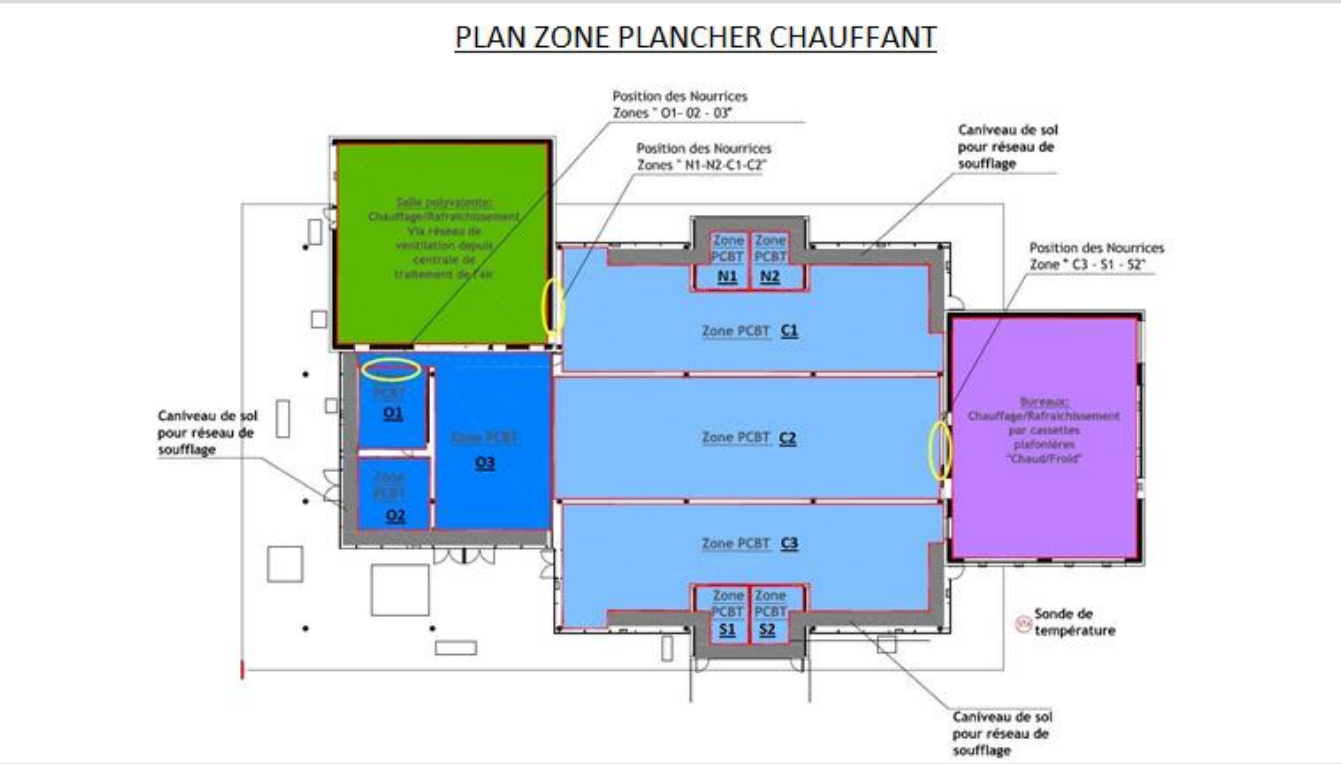 PLAN ZONE PLANCHER CHAUFFANT
Position des Nourrices
Zones " O1- 02 - 03"
Position des Nourrices
Zones " N1-N2-C1-C2"
Caniveau de sol
pour réseau de
soufflage
Salle polyvalente:
Chauffage/Rafraichissement
Via réseau de
ventilation depuis
centrale de
traitement de l'air
Zone
PCBT
N1
Zone
PCBT
N2
Position des Nourrices
Zone " C3 - S1 - S2"
Zone PCBT C1
Caniveau de sol
pour réseau de
soufflage
PCBT
O1
Zone PCBT
O3
Zone PCBT C2
Bureaux:
Chauffage/Rafraichissement
par cassettes
plafonières
"Chaud/Froid"
Zone
PCBT
O2
Zone PCBT C3
Zone
PCBT
S1
Zone
PCBT
S2
Sonde de
température
Caniveau de sol
pour réseau de
soufflage